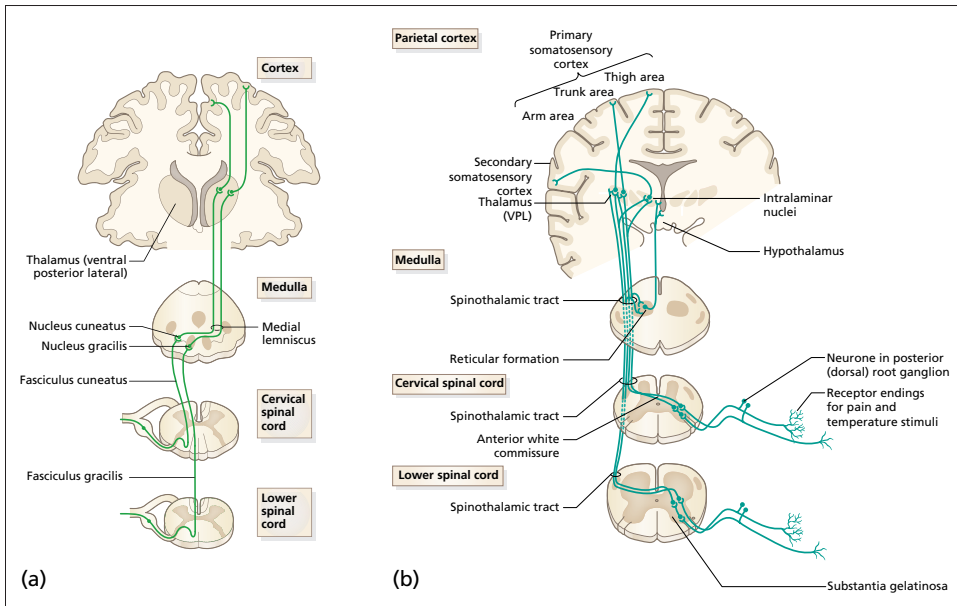 Cortex
Thalamus (ventral
posterior lateral)
Medulla
Nucleus cuneatus
Nucleus gracilis
Medial
lemniscus
Fasciculus cuneatus
Cervical
spinal
cord
Fasciculus gracilis
Lower
spinal
cord
(a)
Parietal cortex
Primary
somatosensory
cortex
Thigh area
Trunk area
Arm area
Secondary
somatosensory
cortex
Thalamus
(VPL)
Intralaminar
nuclei
Hypothalamus
Medulla
Spinothalamic tract
Reticular formation
Neurone in posterior
(dorsal) root ganglion
Cervical spinal cord
Receptor endings
for pain and
temperature stimuli
Spinothalamic tract
Anterior white
commissure
Lower spinal cord
Spinothalamic tract
Substantia gelatinosa
(b)